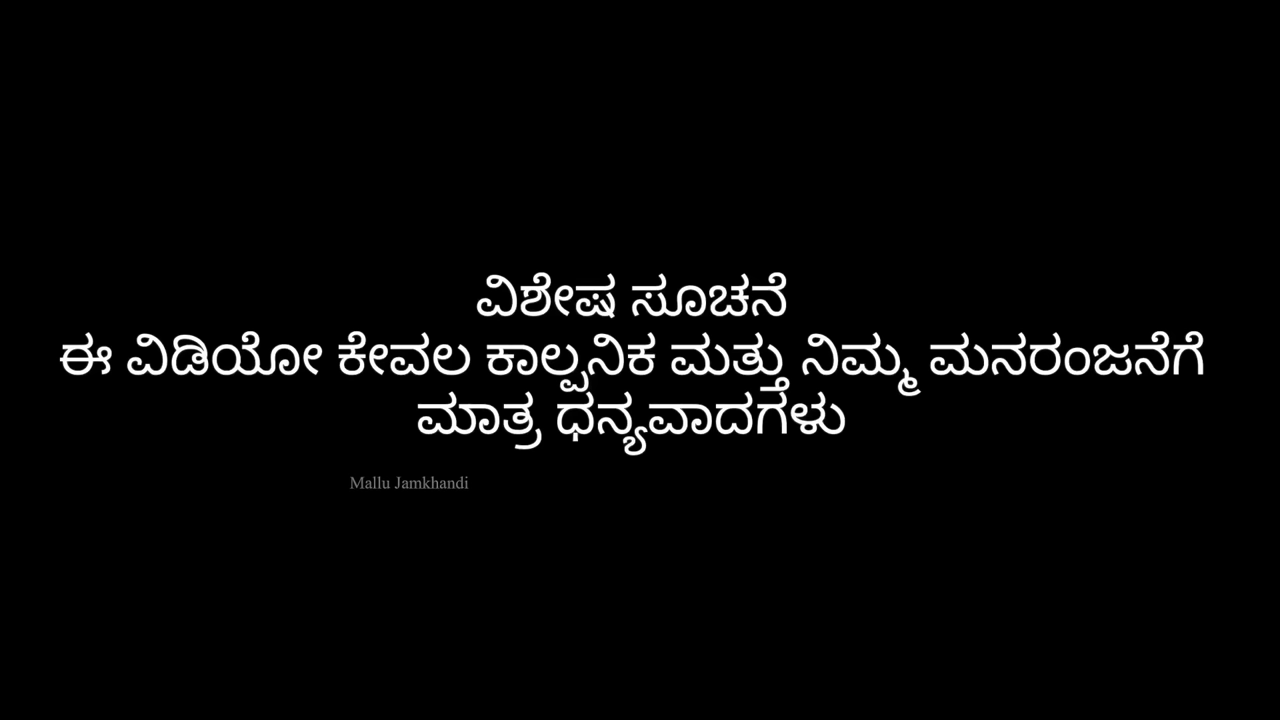 ವಿಶೇಷ ಸೂಚನೆ
ಈ ವಿಡಿಯೋ ಕೇವಲ ಕಾಲ್ಪನಿಕ ಮತ್ತು ನಿಮ್ಮ ಮನರಂಜನೆಗೆ
ಮಾತ್ರ ಧನ್ಯವಾದಗಳು
Mallu Jamkhandi